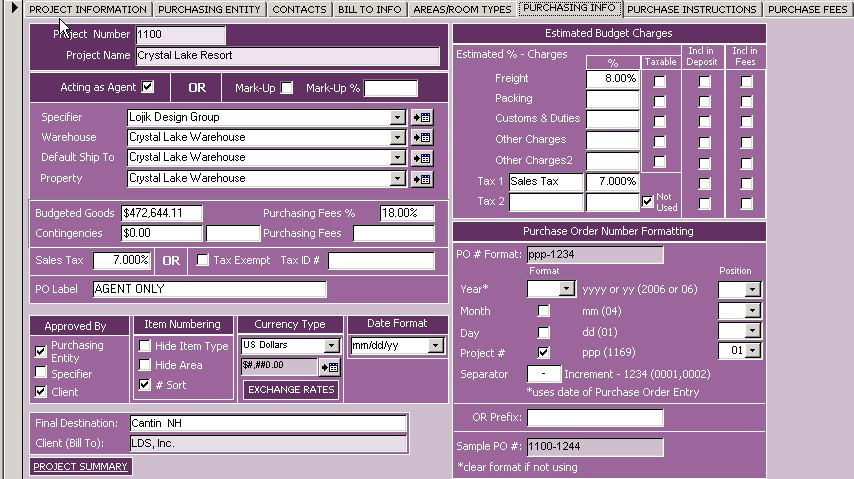 PROJECT INFORMATION PURCHASING ENTITY CONTACTS BILL TO INFO AREAS/ROOM TYPES PURCHASING INFO PURCHASE INSTRUCTIONS PURCHASE FEES
Project Number 1100
Project Name Crystal Lake Resort
Acting as Agent OR Mark-Up Mark-Up %
Specifier Lojik Design Group
Warehouse Crystal Lake Warehouse
Default Ship To Crystal Lake Warehouse
Property Crystal Lake Warehouse
Budgeted Goods $472,644.11 Purchasing Fees % 18.00%
Contingencies $0.00 Purchasing Fees
Sales Tax 7.000% OR Tax Exempt Tax ID #
PO Label AGENT ONLY
Approved By
Purchasing
Entity
Specifier
Client
Item Numbering
Hide Item Type
Hide Area
# Sort
Currency Type
US Dollars
$#,##0.00
EXCHANGE RATES
Date Format
mm/dd/yy
Final Destination: Cantin NH
Client (Bill To): LDS, Inc.
PROJECT SUMMARY
Estimated Budget Charges
Estimated % - Charges
% Taxable Incl in Deposit Incl in Fees
Freight 8.00%
Packing
Customs & Duties
Other Charges
Other Charges2
Tax 1 Sales Tax 7.000%
Tax 2 Not Used
Purchase Order Number Formatting
PO # Format: ppp-1234
Format Position
Year* yyyy or yy (2006 or 06)
Month mm (04)
Day dd (01)
Project # ppp (1169) 01
Separator - Increment - 1234 (0001,0002)
*uses date of Purchase Order Entry
OR Prefix:
Sample PO #: 1100-1244
*clear format if not using